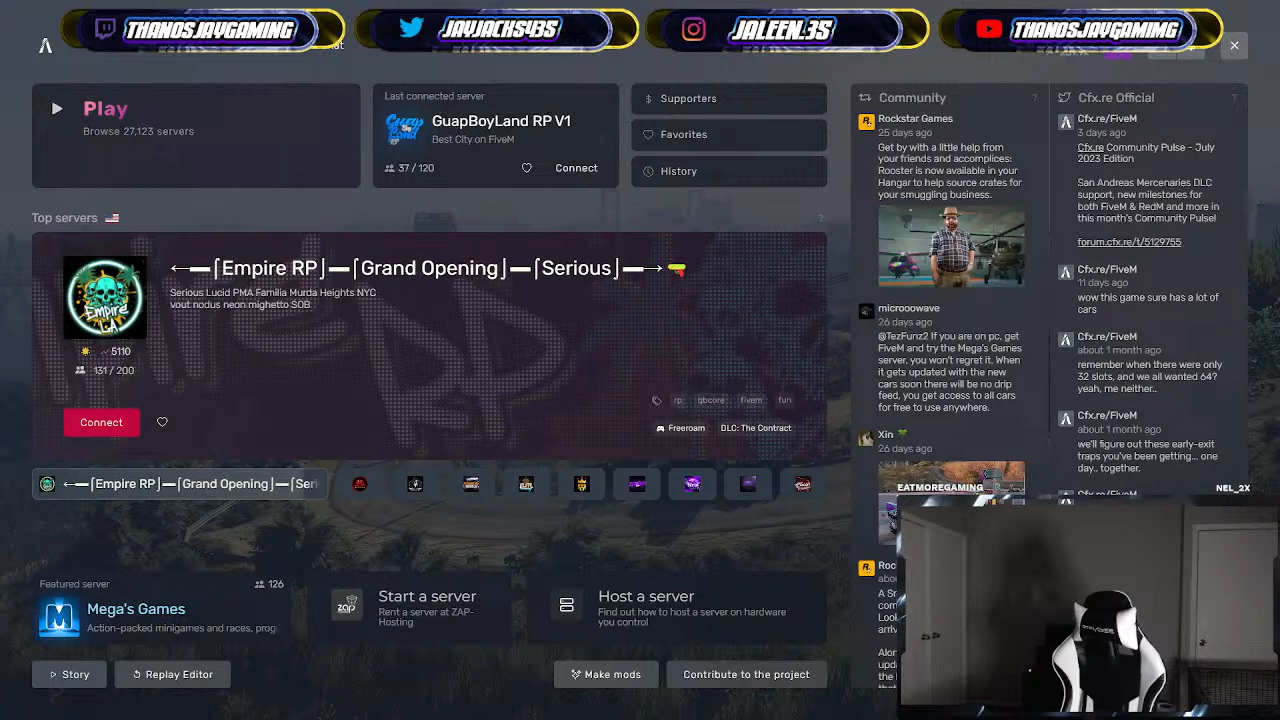 THANOSJAYGAMING
JAYJACKS43S
JALEEN.3S
THANOSJAYGAMIMG
Play
Browse 27,123 servers
Last connected server
GuapBoyLand RP V1
Best City on FiveM
37 / 120
Connect
$ Supporters
Favorites
History
Top servers
?
←—⌠Empire RP⌡—⌠Grand Opening⌡—⌠Serious⌡—→
Serious Lucid PMA Familia Murda Heights NYC
vout nodus neon mighetto SOB
Empire
LA
5110
131 / 200
Connect
rp qbcore fivem fun
Freeroam
DLC: The Contract
←—⌠Empire RP⌡—⌠Grand Opening⌡—⌠Seri
Featured server
126
Mega's Games
Action-packed minigames and races, prog
ZAP
Start a server
Rent a server at ZAP-
Hosting
Host a server
Find out how to host a server on hardware
you control
Story
Replay Editor
Make mods
Contribute to the project
Community
?
Rockstar Games
25 days ago
Get by with a little help from
your friends and accomplices:
Rooster is now available in your
Hangar to help source crates for
your smuggling business.
microoowave
26 days ago
@TezFunz2 If you are on pc, get
FiveM and try the Mega's Games
server, you won't regret it. When
it gets updated with the new
cars soon there will be no drip
feed, you get access to all cars
for free to use anywhere.
Xin
26 days ago
Cfx.re Official
?
Cfx.re/FiveM
3 days ago
Cfx.re Community Pulse - July
2023 Edition
San Andreas Mercenaries DLC
support, new milestones for
both FiveM & RedM and more in
this month's Community Pulse!
forum.cfx.re/t/5129755
Cfx.re/FiveM
11 days ago
wow this game sure has a lot of
cars
Cfx.re/FiveM
about 1 month ago
remember when there were only
32 slots, and we all wanted 64?
yeah, me neither..
Cfx.re/FiveM
about 1 month ago
we'll figure out these early-exit
traps you've been getting... one
day.. together.
EATMOREGAMING
NEL_2X